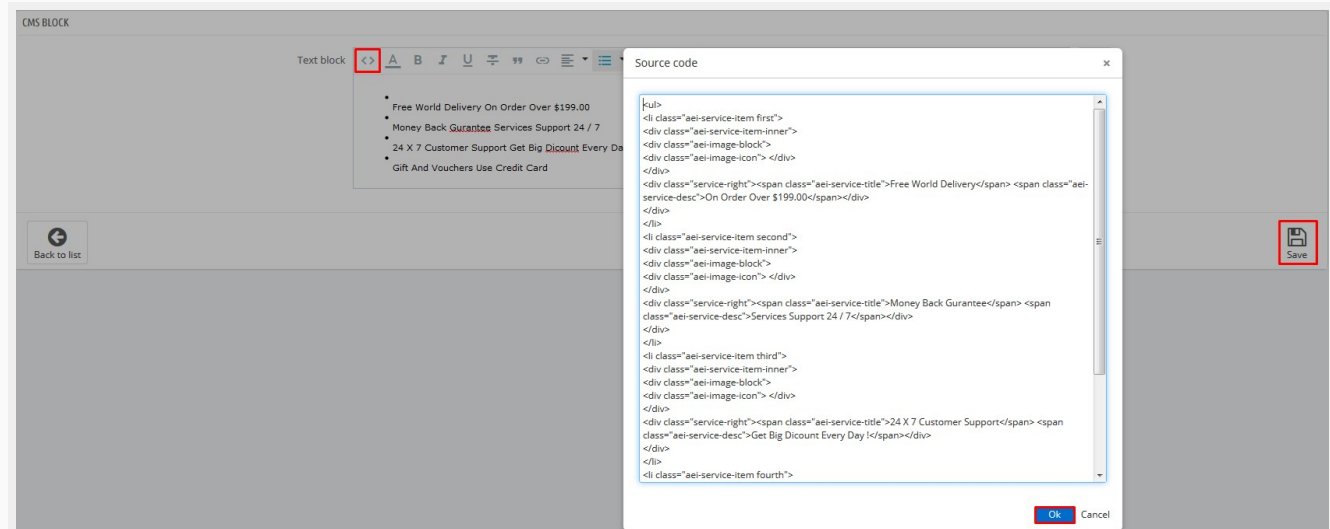 CMS BLOCK
Text block
<> A B I U
Free World Delivery On Order Over $199.00
Money Back Gurantee Services Support 24 / 7
24 X 7 Customer Support Get Big Dicount Every Da
Gift And Vouchers Use Credit Card
Back to list
Save
Source code
×
<ul>
<li class="aei-service-item first">
<div class="aei-service-item-inner">
<div class="aei-image-block">
<div class="aei-image-icon"> </div>
</div>
<div class="service-right"><span class="aei-service-title">Free World Delivery</span> <span class="aei-
service-desc">On Order Over $199.00</span></div>
</div>
</li>
<li class="aei-service-item second">
<div class="aei-service-item-inner">
<div class="aei-image-block">
<div class="aei-image-icon"> </div>
</div>
<div class="service-right"><span class="aei-service-title">Money Back Gurantee</span> <span
class="aei-service-desc">Services Support 24 / 7</span></div>
</div>
</li>
<li class="aei-service-item third">
<div class="aei-service-item-inner">
<div class="aei-image-block">
<div class="aei-image-icon"> </div>
</div>
<div class="service-right"><span class="aei-service-title">24 X 7 Customer Support</span> <span
class="aei-service-desc">Get Big Dicount Every Day !</span></div>
</div>
</li>
<li class="aei-service-item fourth">
Ok Cancel